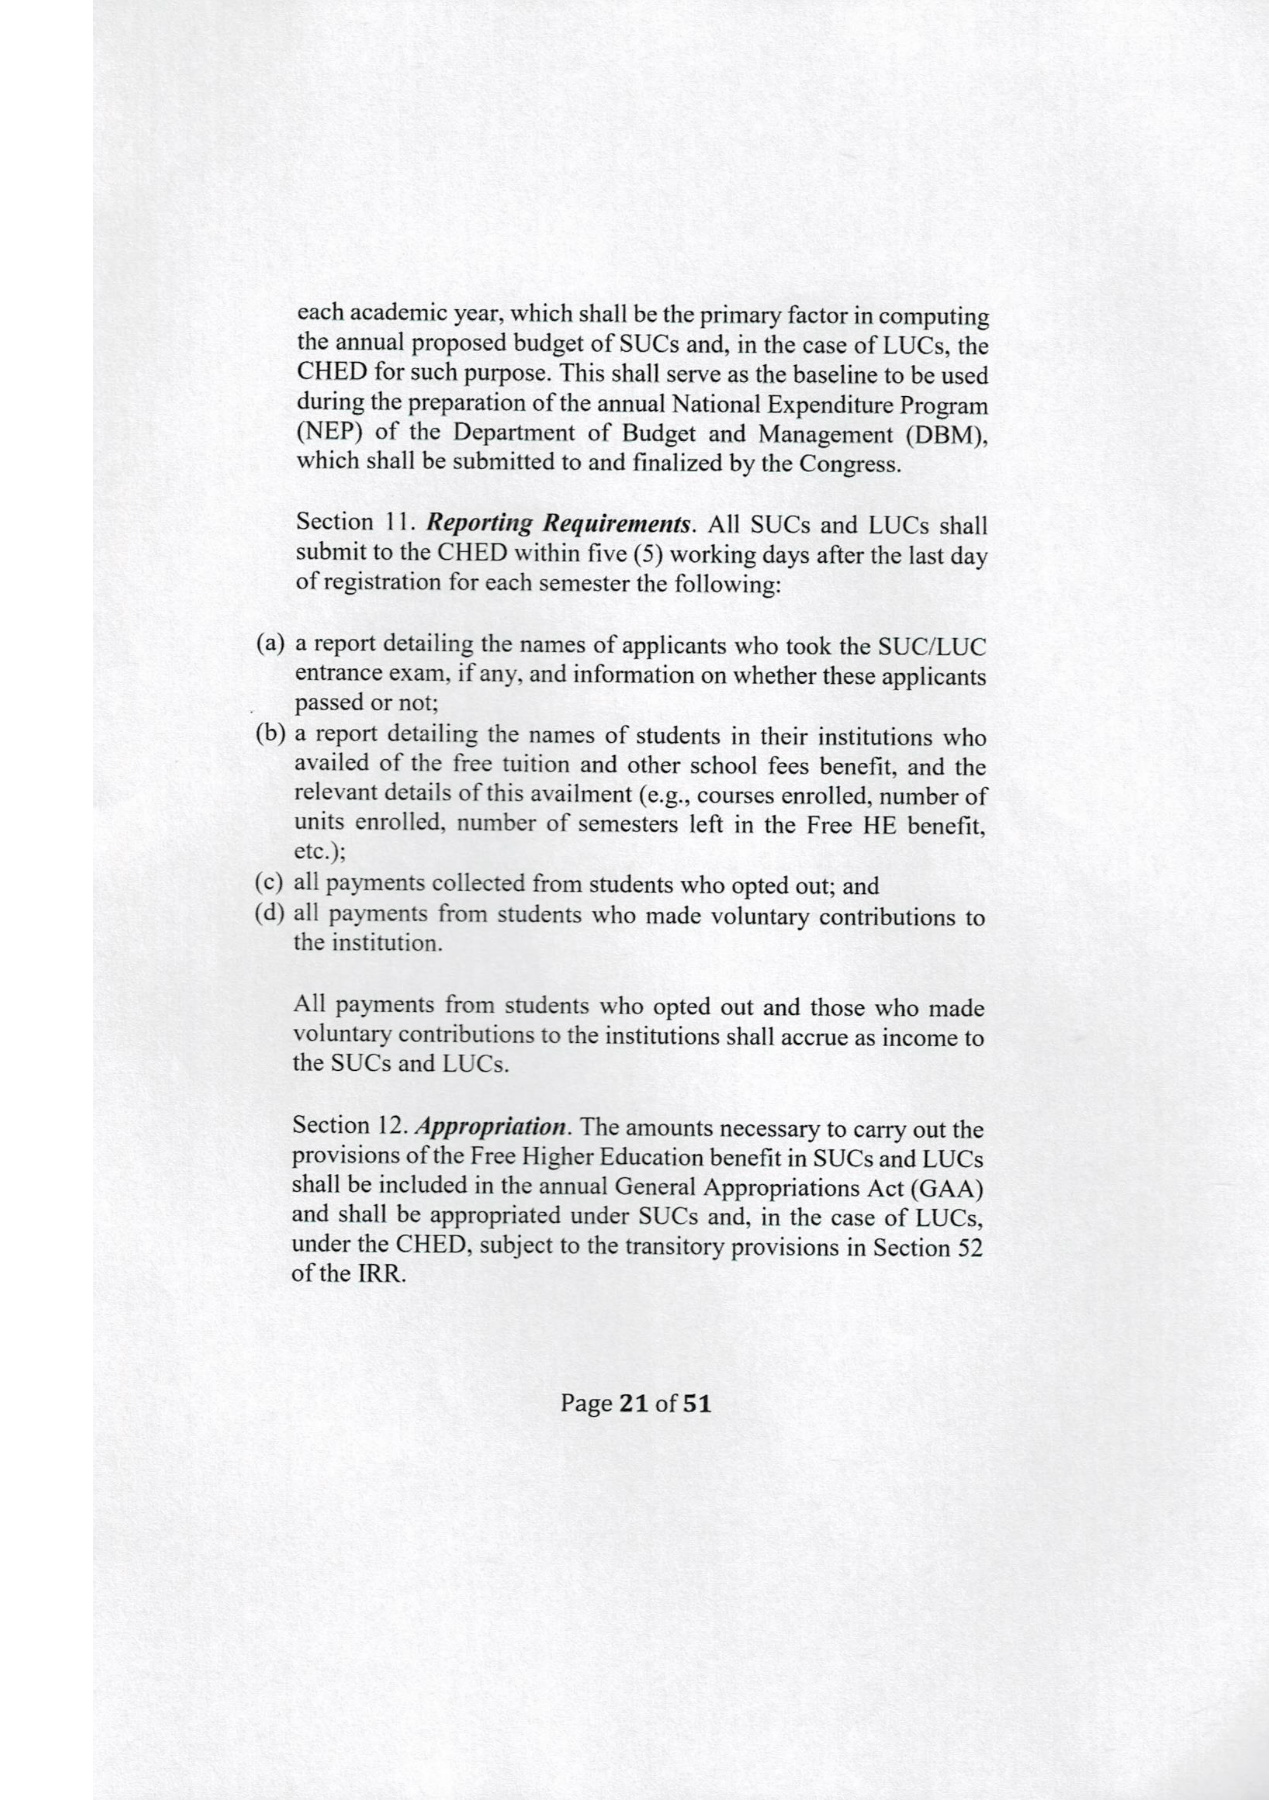 each academic year, which shall be the primary factor in computing
the annual proposed budget of SUCs and, in the case of LUCs, the
CHED for such purpose. This shall serve as the baseline to be used
during the preparation of the annual National Expenditure Program
(NEP) of the Department of Budget and Management (DBM),
which shall be submitted to and finalized by the Congress.
Section 11. Reporting Requirements. All SUCs and LUCs shall
submit to the CHED within five (5) working days after the last day
of registration for each semester the following:
(a) a report detailing the names of applicants who took the SUC/LUC
entrance exam, if any, and information on whether these applicants
passed or not;
(b) a report detailing the names of students in their institutions who
availed of the free tuition and other school fees benefit, and the
relevant details of this availment (e.g., courses enrolled, number of
units enrolled, number of semesters left in the Free HE benefit,
etc.);
(c) all payments collected from students who opted out; and
(d) all payments from students who made voluntary contributions to
the institution.
All payments from students who opted out and those who made
voluntary contributions to the institutions shall accrue as income to
the SUCs and LUCs.
Section 12. Appropriation. The amounts necessary to carry out the
provisions of the Free Higher Education benefit in SUCs and LUCs
shall be included in the annual General Appropriations Act (GAA)
and shall be appropriated under SUCs and, in the case of LUCs,
under the CHED, subject to the transitory provisions in Section 52
of the IRR.
Page 21 of 51